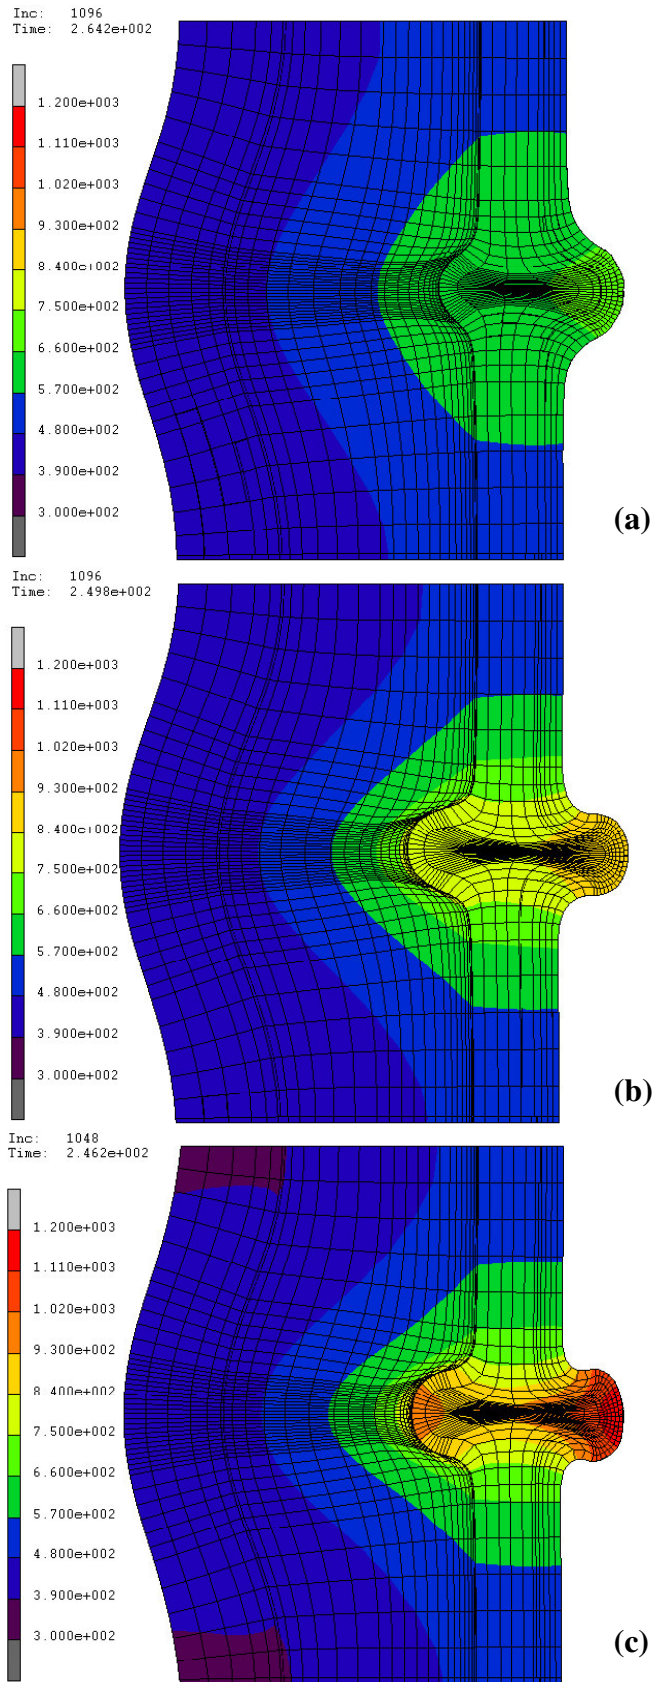 Inc: 1096
Time: 2.642e+002
1.200e+003
1.110e+003
1.020e+003
9.300e+002
8.400e+002
7.500e+002
6.600e+002
5.700e+002
4.800e+002
3.900e+002
3.000e+002
(a)
Inc: 1096
Time: 2.498e+002
1.200e+003
1.110e+003
1.020e+003
9.300e+002
8.400e+002
7.500e+002
6.600e+002
5.700e+002
4.800e+002
3.900e+002
3.000e+002
(b)
Inc: 1048
Time: 2.462e+002
1.200e+003
1.110e+003
1.020e+003
9.300e+002
8.400e+002
7.500e+002
6.600e+002
5.700e+002
4.800e+002
3.900e+002
3.000e+002
(c)